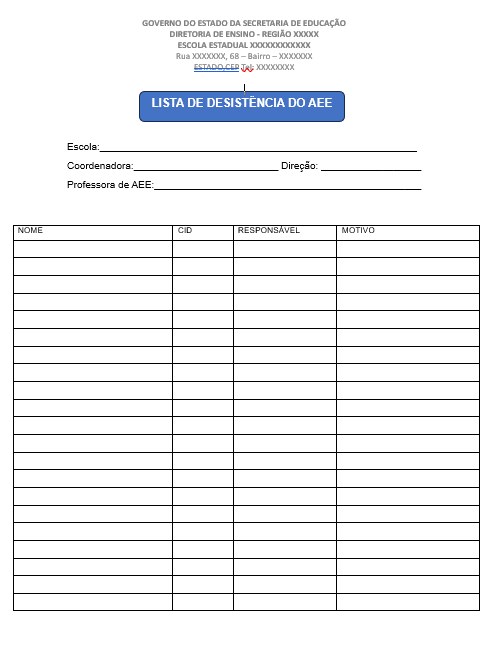 GOVERNO DO ESTADO DA SECRETARIA DE EDUCAÇÃO
DIRETORIA DE ENSINO - REGIÃO XXXXX
ESCOLA ESTADUAL XXXXXXXXXXXX
Rua XXXXXXX, 68 – Bairro – XXXXXXX
ESTADO,CEP Tel: XXXXXXXX
LISTA DE DESISTÊNCIA DO AEE
Escola:
Coordenadora: Direção:
Professora de AEE:
NOME CID RESPONSÁVEL MOTIVO